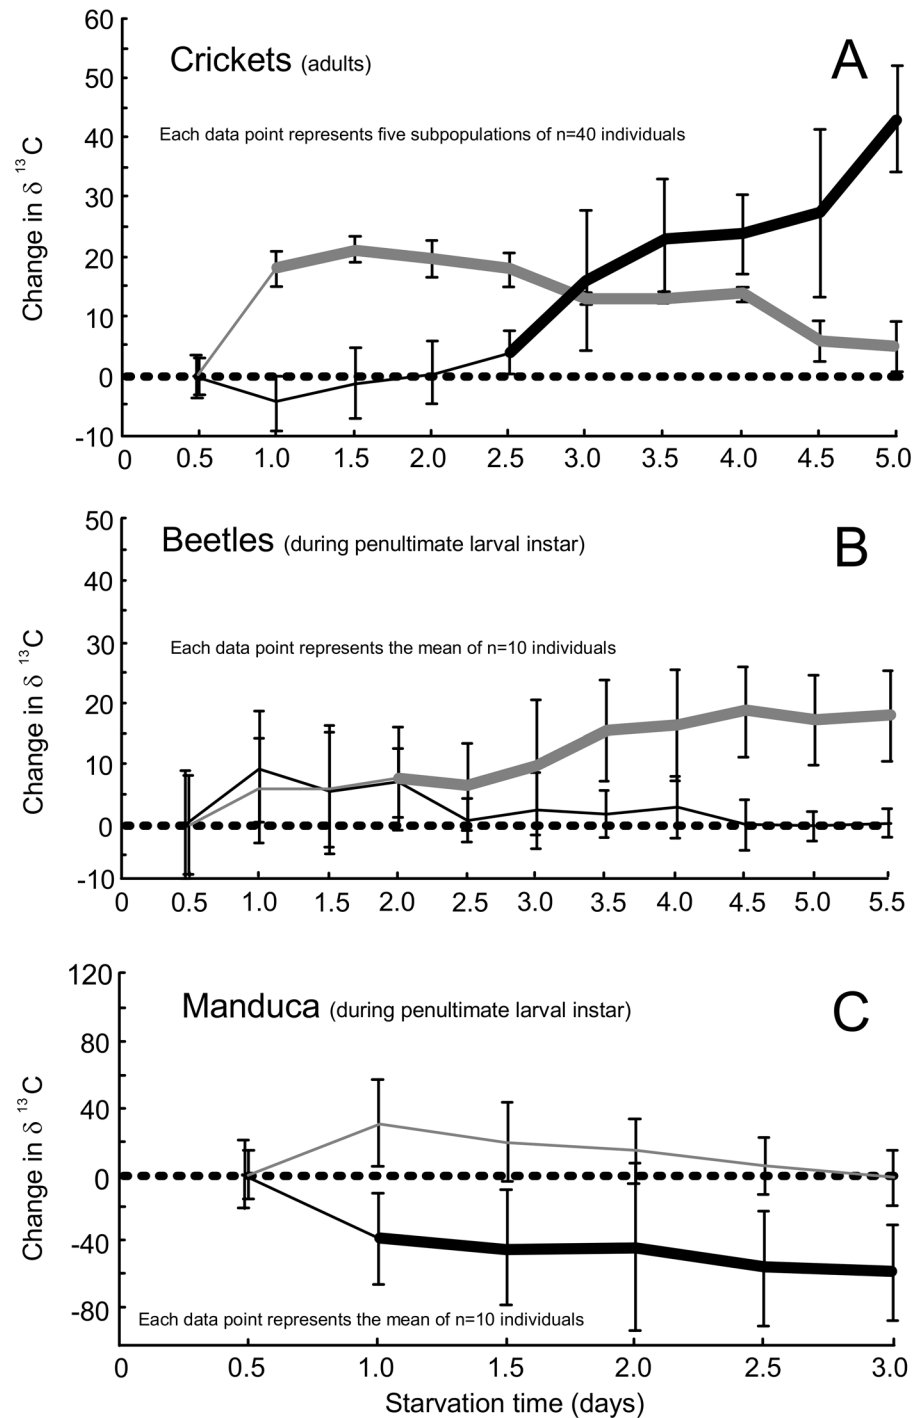 60
Crickets (adults)
A
50
Each data point represents five subpopulations of n=40 individuals
40
Change in δ ¹³C
30
20
10
0
-10
0 0.5 1.0 1.5 2.0 2.5 3.0 3.5 4.0 4.5 5.0
50
Beetles (during penultimate larval instar)
B
40
Each data point represents the mean of n=10 individuals
30
Change in δ ¹³C
20
10
0
-10
0 0.5 1.0 1.5 2.0 2.5 3.0 3.5 4.0 4.5 5.0 5.5
120
Manduca (during penultimate larval instar)
C
80
Change in δ ¹³C
40
0
-40
-80
Each data point represents the mean of n=10 individuals
0 0.5 1.0 1.5 2.0 2.5 3.0
Starvation time (days)